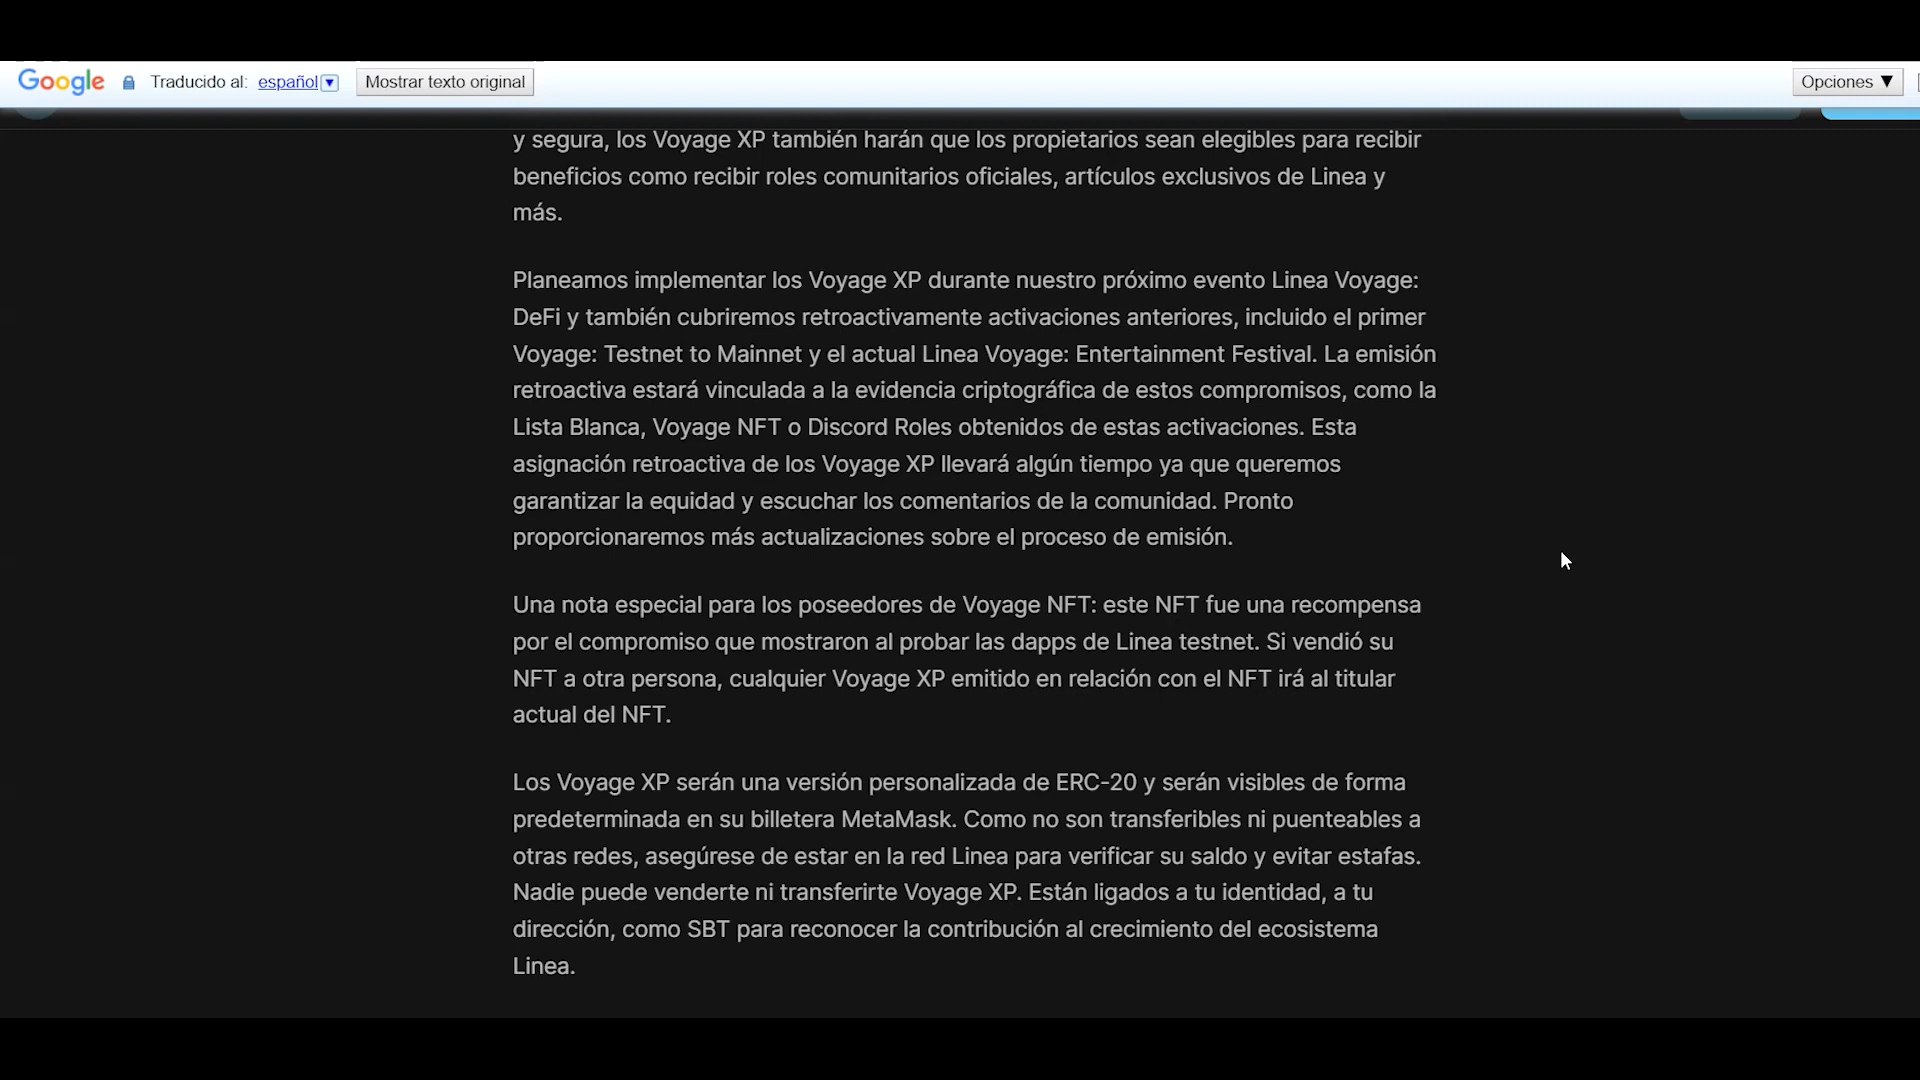 Google Traducido al: español Mostrar texto original Opciones ▼
y segura, los Voyage XP también harán que los propietarios sean elegibles para recibir
beneficios como recibir roles comunitarios oficiales, artículos exclusivos de Linea y
más.
Planeamos implementar los Voyage XP durante nuestro próximo evento Linea Voyage:
DeFi y también cubriremos retroactivamente activaciones anteriores, incluido el primer
Voyage: Testnet to Mainnet y el actual Linea Voyage: Entertainment Festival. La emisión
retroactiva estará vinculada a la evidencia criptográfica de estos compromisos, como la
Lista Blanca, Voyage NFT o Discord Roles obtenidos de estas activaciones. Esta
asignación retroactiva de los Voyage XP llevará algún tiempo ya que queremos
garantizar la equidad y escuchar los comentarios de la comunidad. Pronto
proporcionaremos más actualizaciones sobre el proceso de emisión.
Una nota especial para los poseedores de Voyage NFT: este NFT fue una recompensa
por el compromiso que mostraron al probar las dapps de Linea testnet. Si vendió su
NFT a otra persona, cualquier Voyage XP emitido en relación con el NFT irá al titular
actual del NFT.
Los Voyage XP serán una versión personalizada de ERC-20 y serán visibles de forma
predeterminada en su billetera MetaMask. Como no son transferibles ni puenteables a
otras redes, asegúrese de estar en la red Linea para verificar su saldo y evitar estafas.
Nadie puede venderte ni transferirte Voyage XP. Están ligados a tu identidad, a tu
dirección, como SBT para reconocer la contribución al crecimiento del ecosistema
Linea.